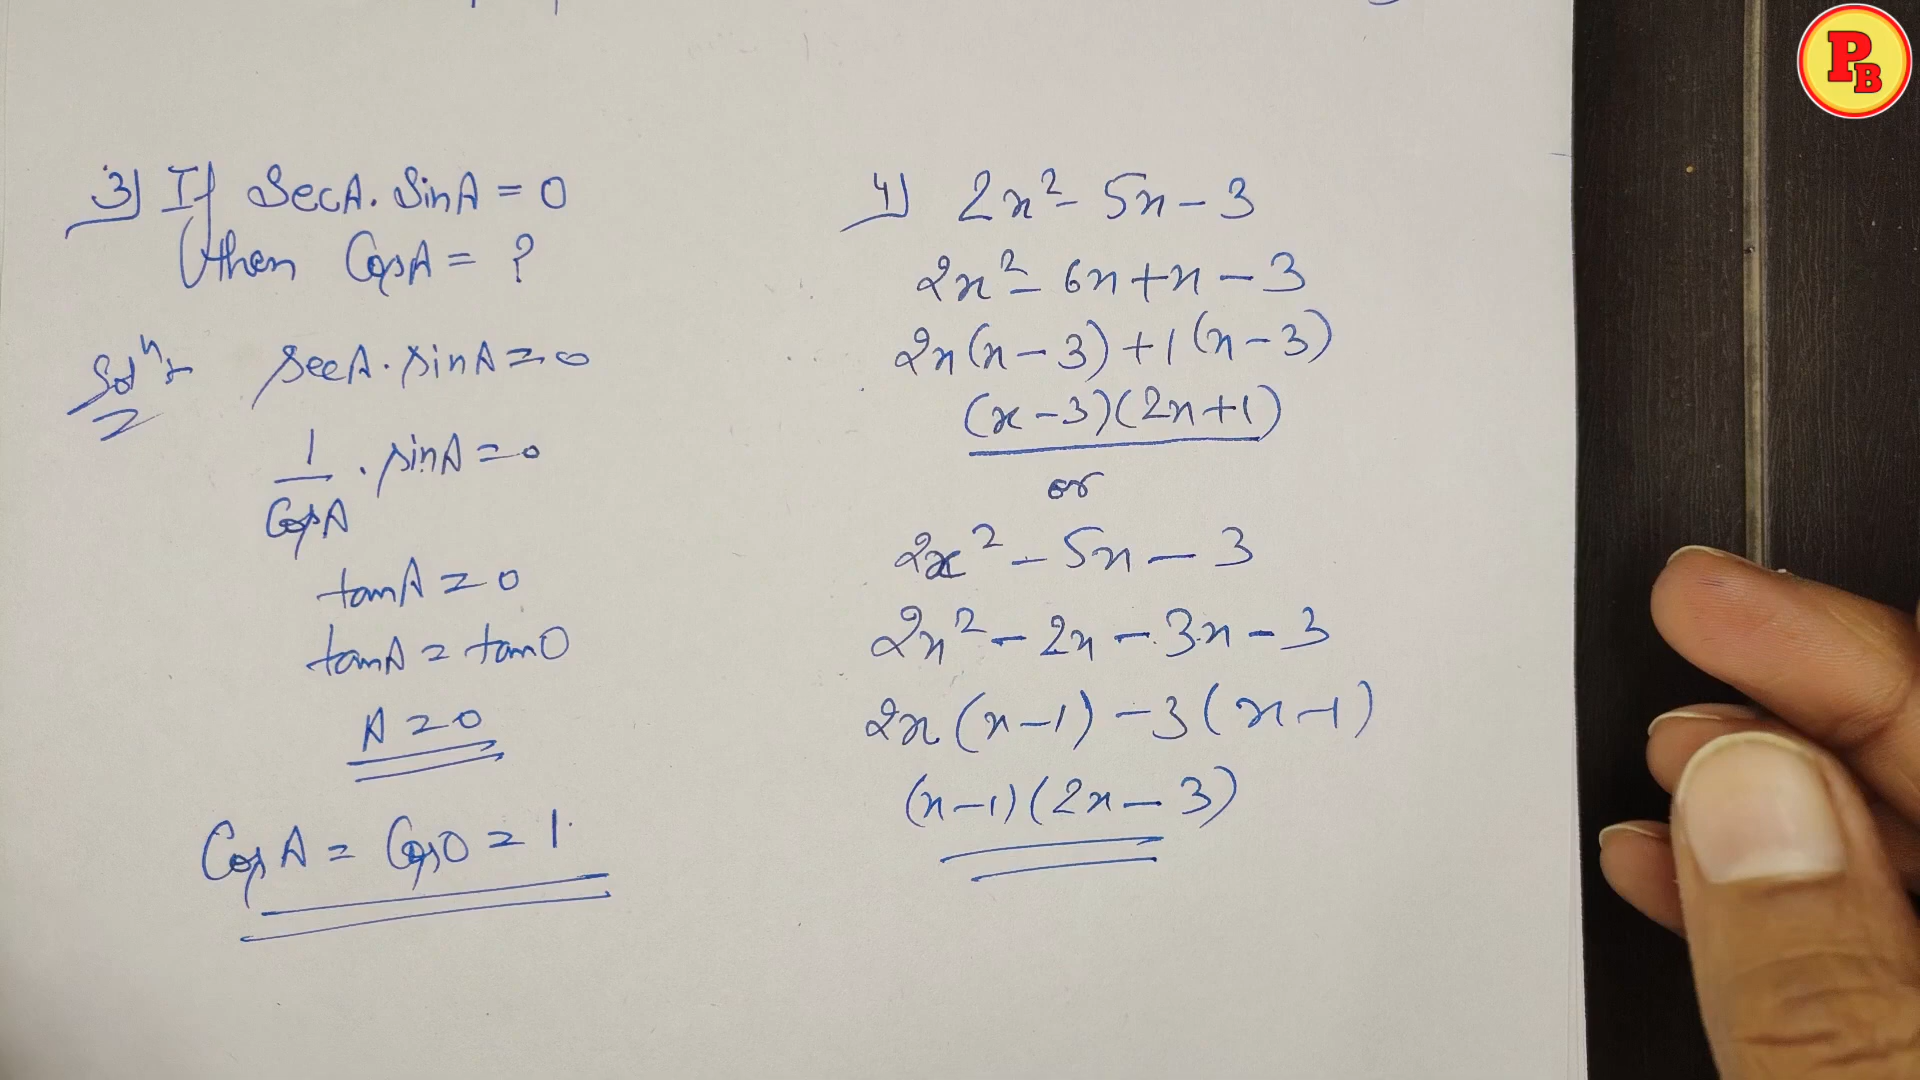 3) If SecA. SinA = 0
then CosA = ?
Solⁿ:- secA. sinA = 0
1/CosA . sinA = 0
tanA = 0
tanA = tan0
A = 0
CosA = Cos0 = 1.
4) 2x² - 5x - 3
2x² - 6x + x - 3
2x(x - 3) + 1(x - 3)
(x - 3)(2x + 1)
or
2x² - 5x - 3
2x² - 2x - 3x - 3
2x(x - 1) - 3(x - 1)
(x - 1)(2x - 3)
PB